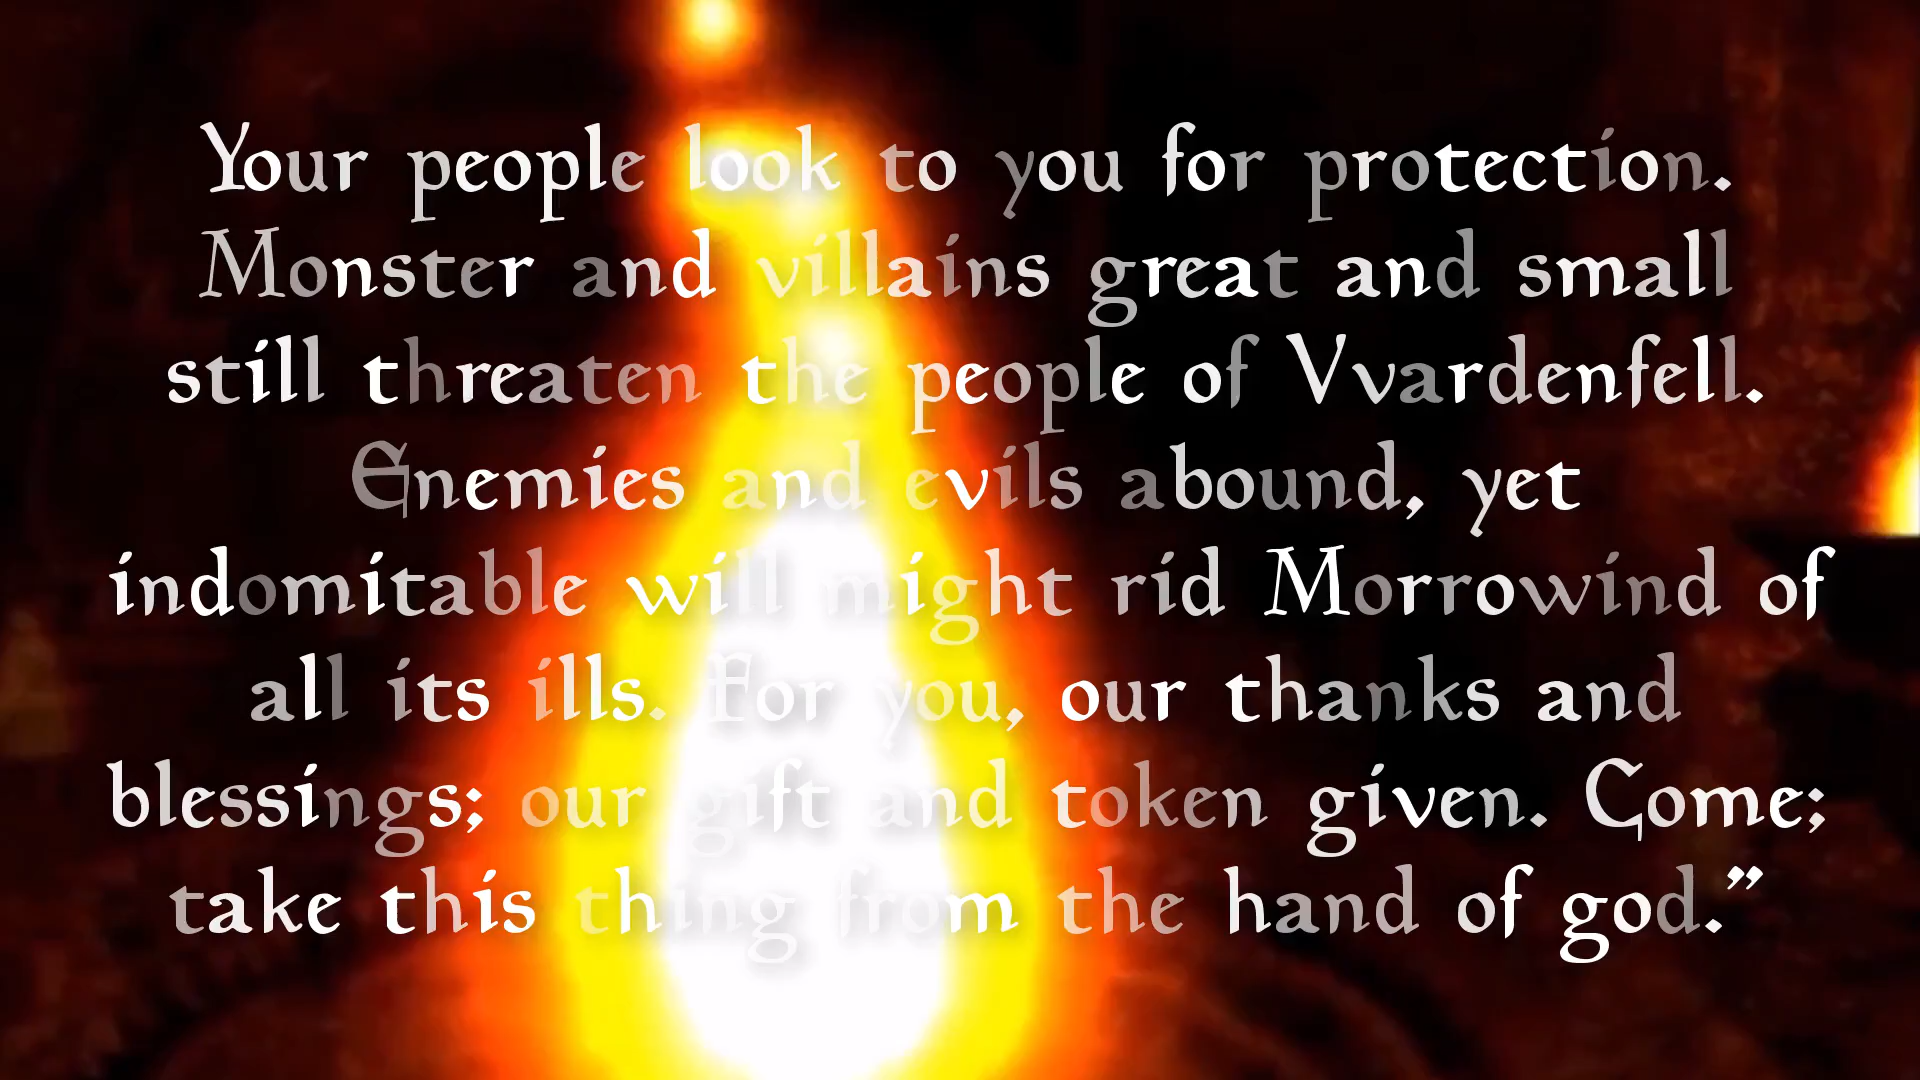 Your people look to you for protection.
Monster and villains great and small
still threaten the people of Vvardenfell.
Enemies and evils abound, yet
indomitable will might rid Morrowind of
all its ills. For you, our thanks and
blessings; our gift and token given. Come;
take this thing from the hand of god.”